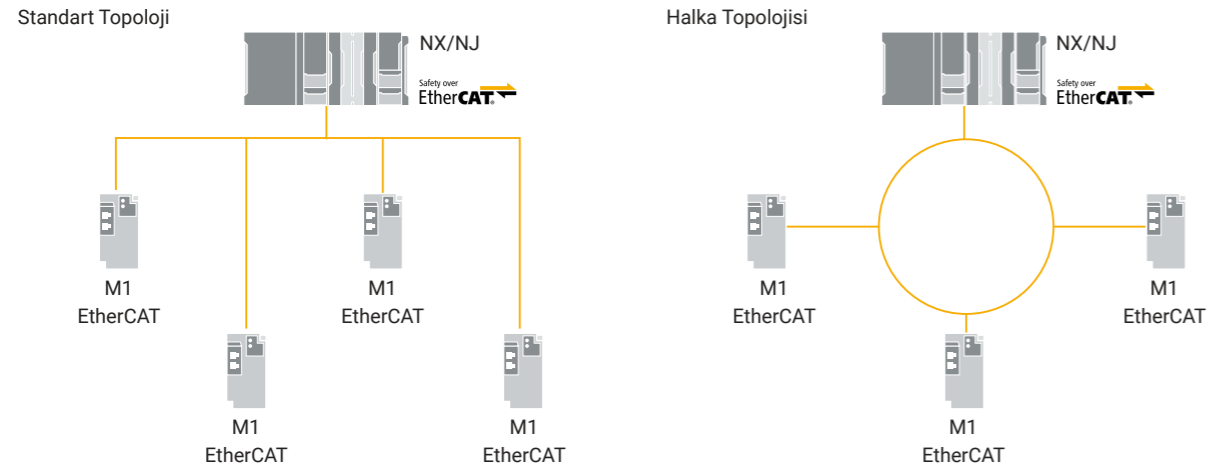 Standart Topoloji
NX/NJ
Safety over
EtherCAT®
M1
EtherCAT
M1
EtherCAT
M1
EtherCAT
M1
EtherCAT
Halka Topolojisi
NX/NJ
Safety over
EtherCAT®
M1
EtherCAT
M1
EtherCAT
M1
EtherCAT